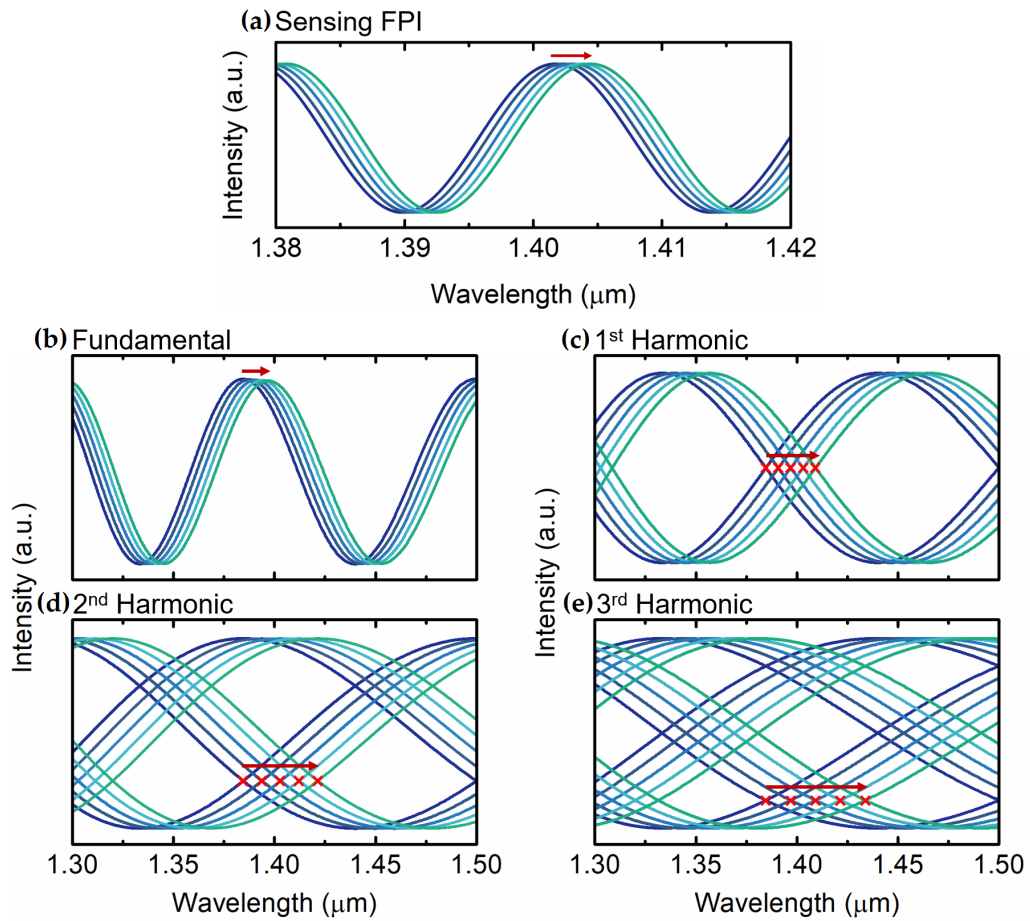 (a) Sensing FPI
Intensity (a.u.)
1.38 1.39 1.40 1.41 1.42
Wavelength (μm)
(b) Fundamental
(c) 1st Harmonic
(d) 2nd Harmonic
(e) 3rd Harmonic
Intensity (a.u.)
Intensity (a.u.)
1.30 1.35 1.40 1.45 1.50
1.30 1.35 1.40 1.45 1.50
Wavelength (μm)
Wavelength (μm)